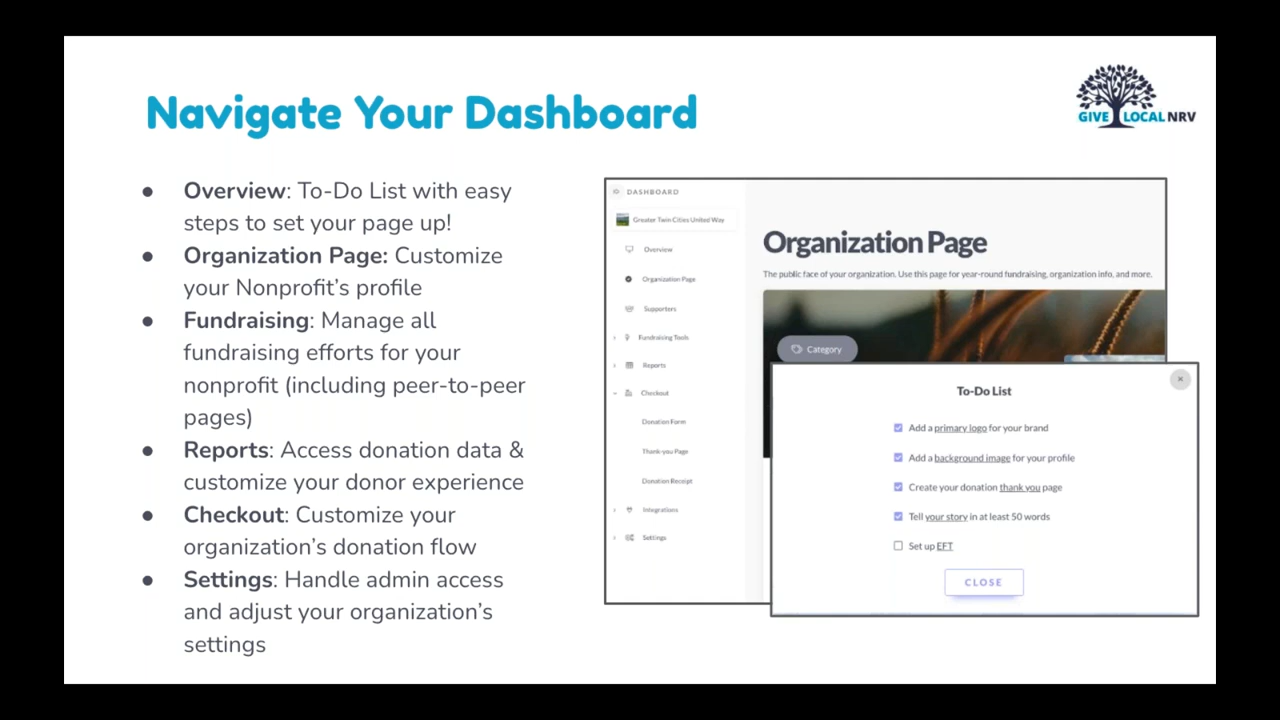 Navigate Your Dashboard
GIVE LOCAL NRV
● Overview: To-Do List with easy
steps to set your page up!
● Organization Page: Customize
your Nonprofit’s profile
● Fundraising: Manage all
fundraising efforts for your
nonprofit (including peer-to-peer
pages)
● Reports: Access donation data &
customize your donor experience
● Checkout: Customize your
organization’s donation flow
● Settings: Handle admin access
and adjust your organization’s
settings
DASHBOARD
Greater Twin Cities United Way
Overview
Organization Page
Supporters
Fundraising Tools
Reports
Checkout
Donation Form
Thank-you Page
Donation Receipt
Integrations
Settings
Organization Page
The public face of your organization. Use this page for year-round fundraising, organization info, and more.
Category
To-Do List
Add a primary logo for your brand
Add a background image for your profile
Create your donation thank you page
Tell your story in at least 50 words
Set up EFT
CLOSE